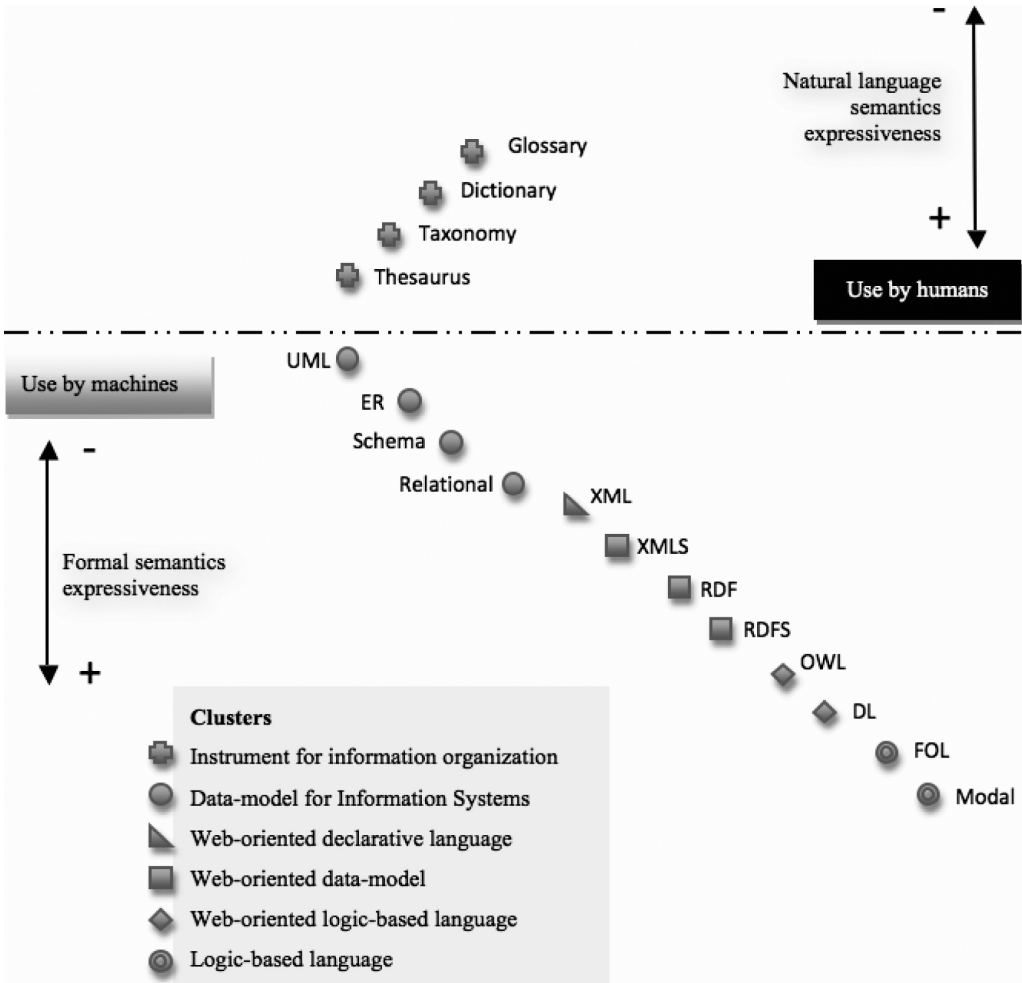 -
Natural language
semantics
expressiveness
+
Glossary
Dictionary
Taxonomy
Thesaurus
Use by humans
Use by machines
UML
ER
Schema
Relational
XML
XMLS
RDF
RDFS
OWL
DL
FOL
Modal
-
Formal semantics
expressiveness
+
Clusters
Instrument for information organization
Data-model for Information Systems
Web-oriented declarative language
Web-oriented data-model
Web-oriented logic-based language
Logic-based language